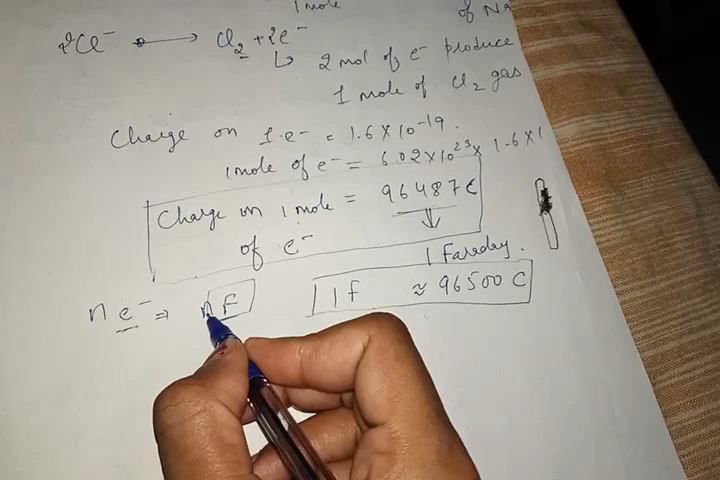 1 mole of Na
2Cl⁻ → Cl₂ + 2e⁻
↳ 2 mol of e⁻ produce
1 mole of Cl₂ gas
Charge on 1.e⁻ = 1.6 X 10⁻¹⁹.
1 mole of e⁻ = 6.02 X 10²³ X 1.6 X 1
Charge on 1 mole = 96487 C
of e⁻
1 Faraday.
n e⁻ ⇒ nF
1 F ≈ 96500 C